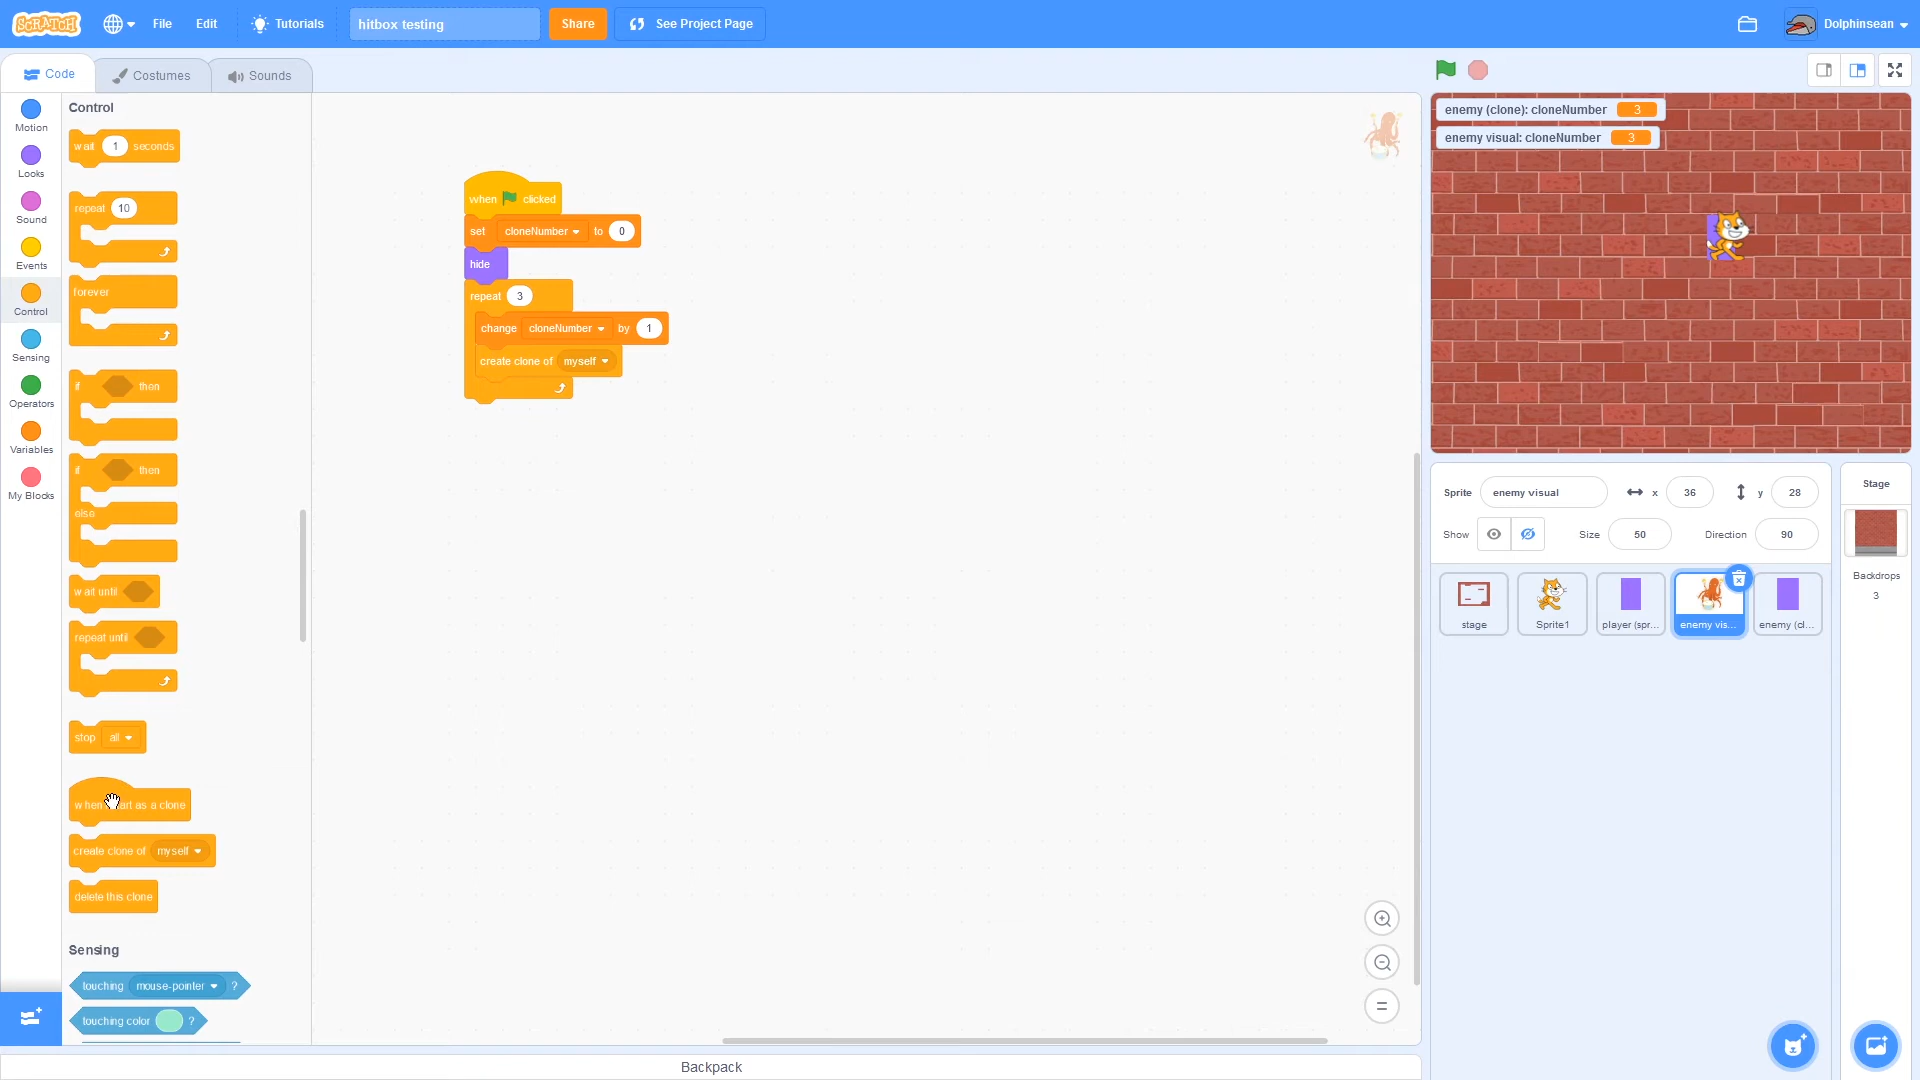 SCRATCH File Edit Tutorials hitbox testing Share See Project Page Dolphinsean
Code Costumes Sounds
Motion
Looks
Sound
Events
Control
Sensing
Operators
Variables
My Blocks
Control
wait 1 seconds
repeat 10
forever
if then
if then
else
wait until
repeat until
stop all
as a clone
create clone of myself
delete this clone
Sensing
touching mouse-pointer ?
touching color ?
when clicked
set cloneNumber to 0
hide
repeat 3
change cloneNumber by 1
create clone of myself
enemy (clone): cloneNumber 3
enemy visual: cloneNumber 3
Sprite enemy visual x 36 y 28
Show Size 50 Direction 90
stage
Sprite1
player (spr...
enemy vis...
enemy (cl...
Stage
Backdrops
3
Backpack